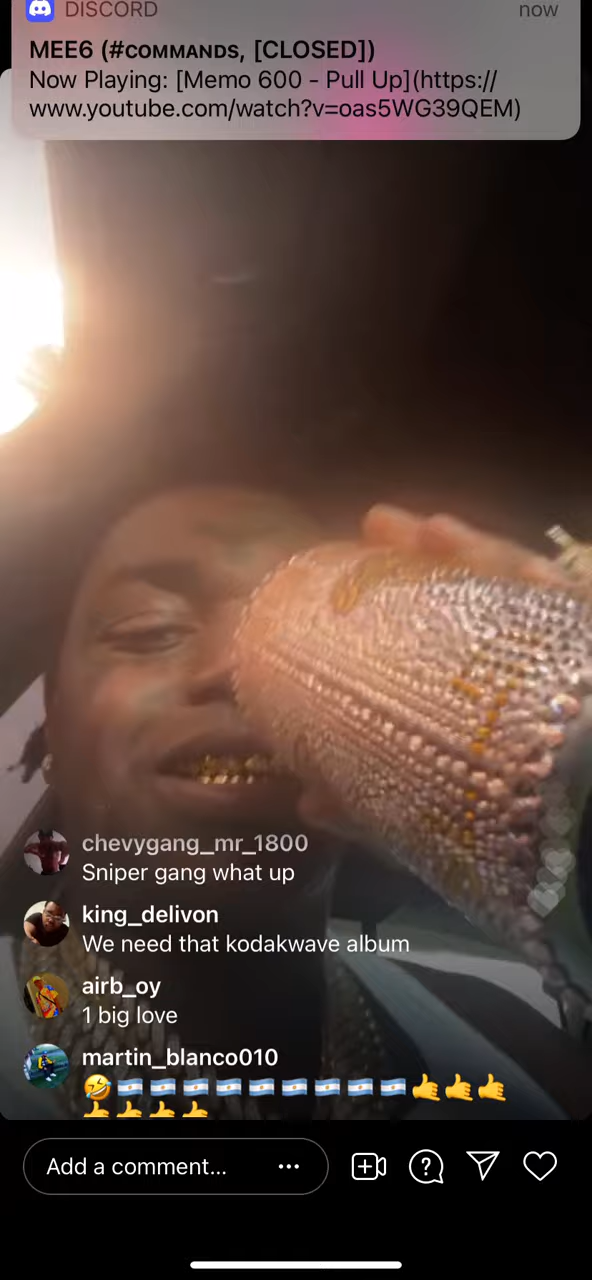 DISCORD now
MEE6 (#COMMANDS, [CLOSED])
Now Playing: [Memo 600 - Pull Up](https://
www.youtube.com/watch?v=oas5WG39QEM)
chevygang_mr_1800
Sniper gang what up
king_delivon
We need that kodakwave album
airb_oy
1 big love
martin_blanco010
🤣🇦🇷🇦🇷🇦🇷🇦🇷🇦🇷🇦🇷🇦🇷🇦🇷🇦🇷🤙🤙🤙
🤙🤙🤙🤙
Add a comment...